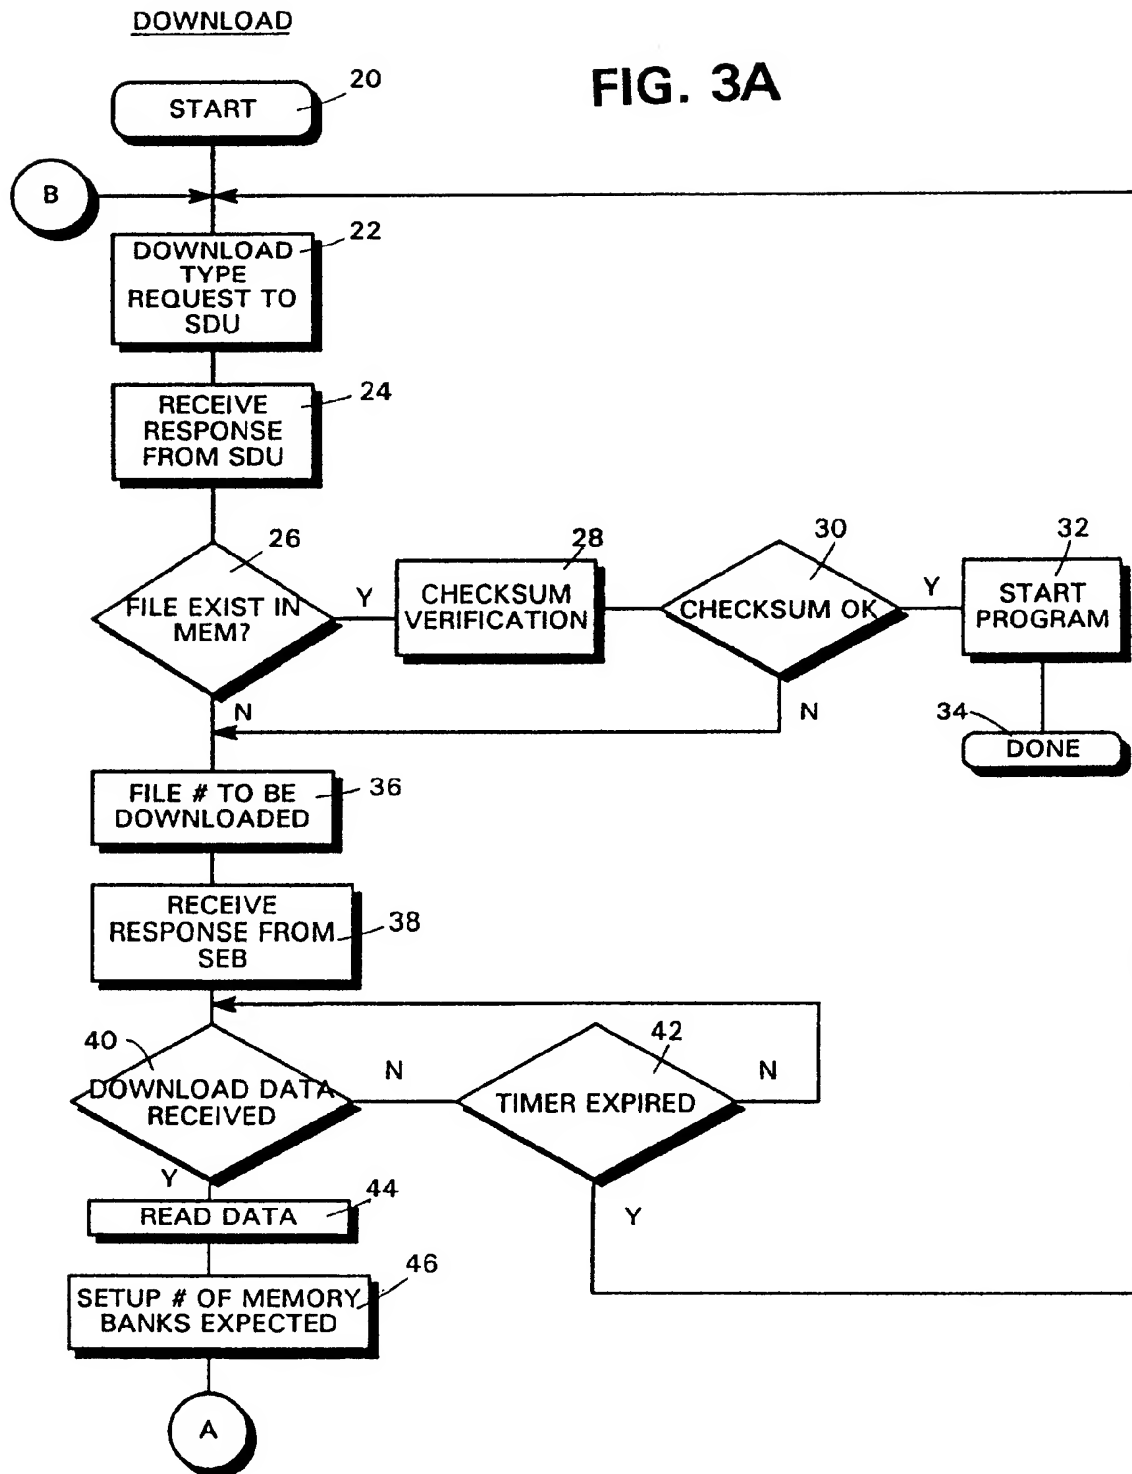 DOWNLOAD
FIG. 3A
START
20
B
DOWNLOAD
TYPE
REQUEST TO
SDU
22
RECEIVE
RESPONSE
FROM SDU
24
FILE EXIST IN
MEM?
26
Y
N
CHECKSUM
VERIFICATION
28
CHECKSUM OK
30
Y
N
START
PROGRAM
32
34
DONE
FILE # TO BE
DOWNLOADED
36
RECEIVE
RESPONSE FROM
SEB
38
40
DOWNLOAD DATA
RECEIVED
N
Y
TIMER EXPIRED
42
N
Y
READ DATA
44
SETUP # OF MEMORY
BANKS EXPECTED
46
A